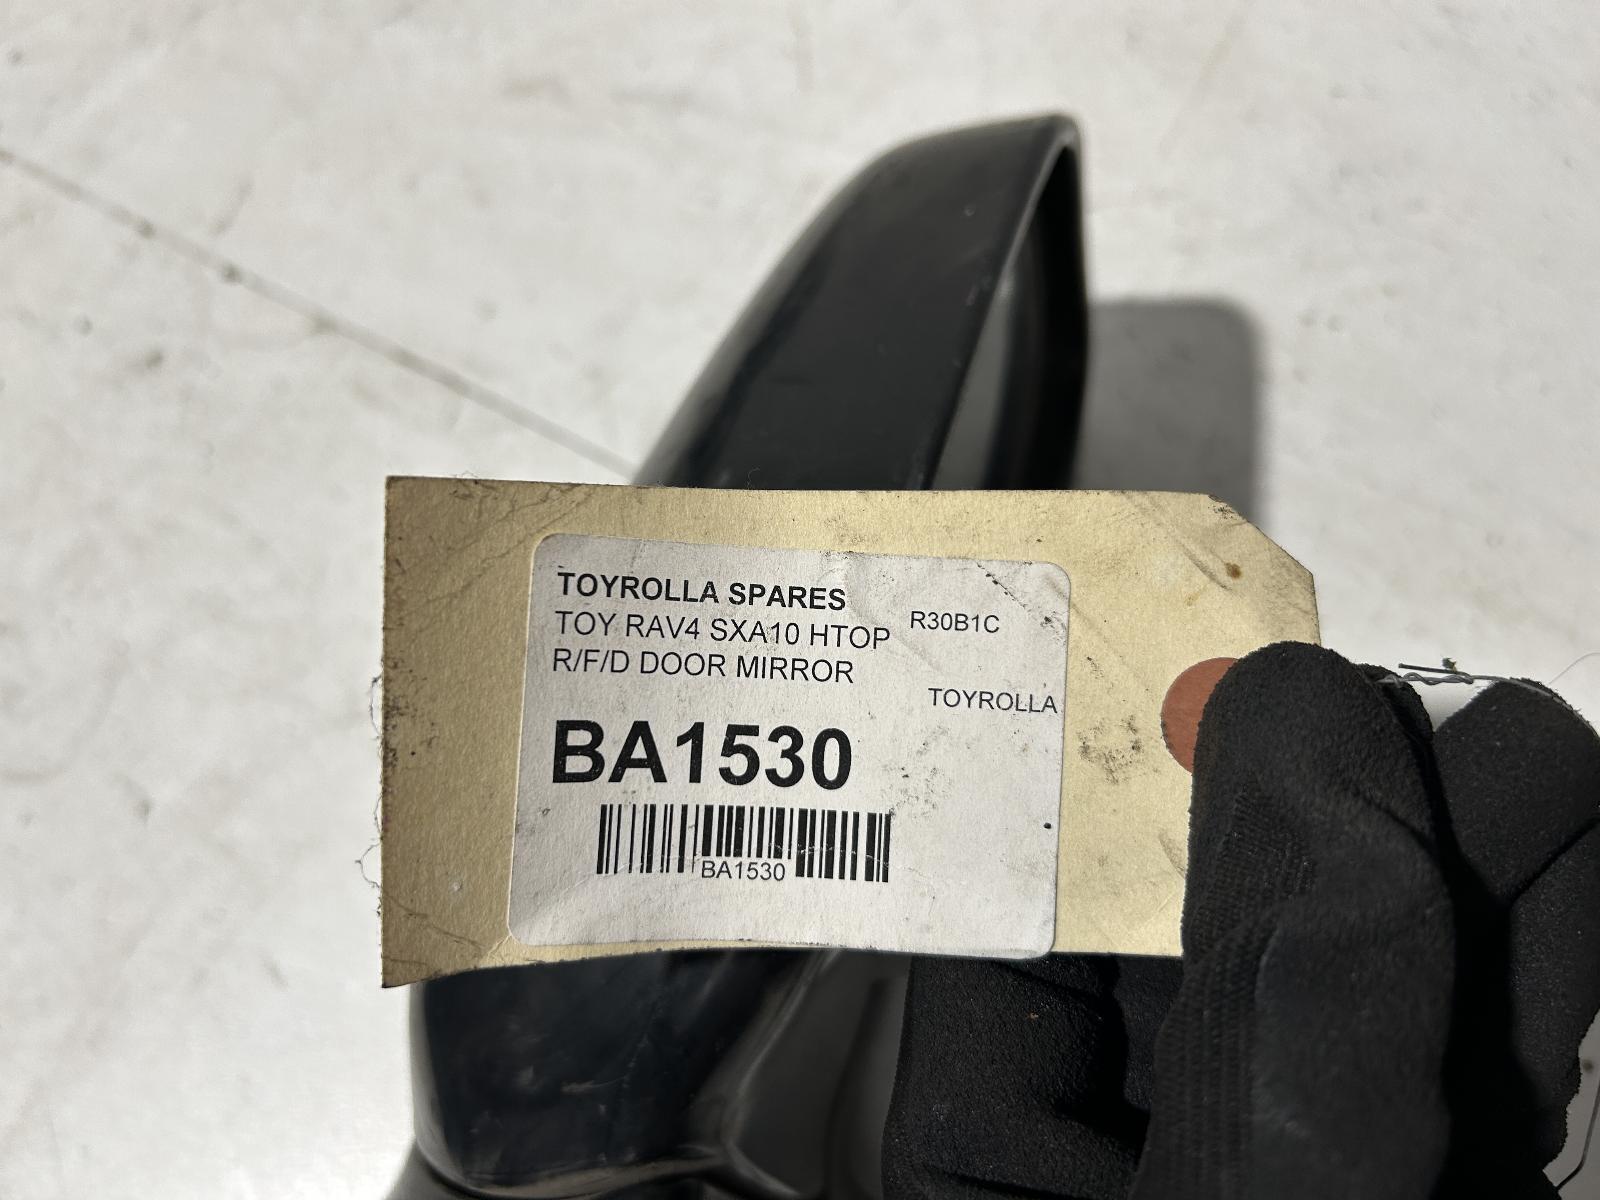 TOYROLLA SPARES
TOY RAV4 SXA10 HTOP R30B1C
R/F/D DOOR MIRROR
TOYROLLA
BA1530
BA1530